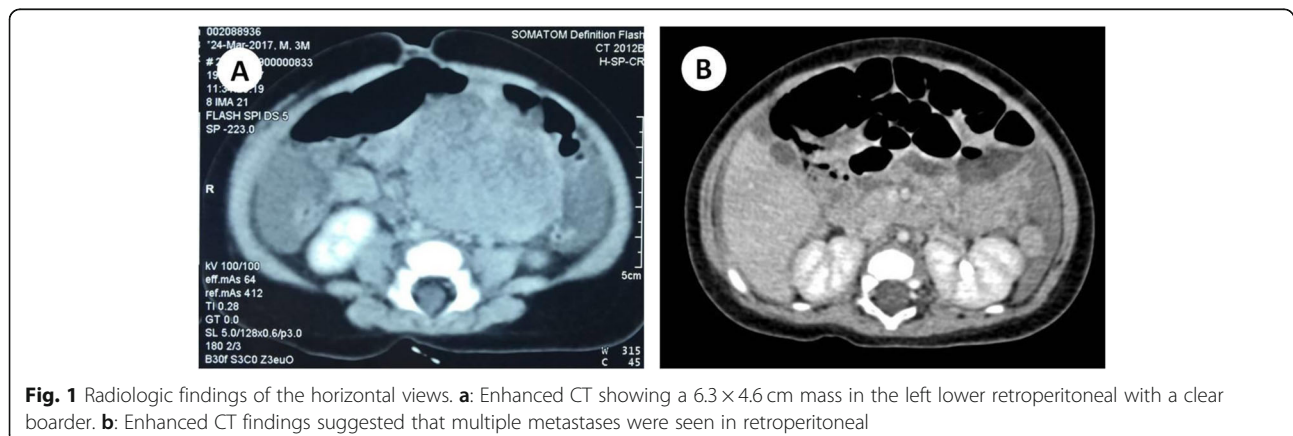 002088936
*24-Mar-2017, M, 3M
SOMATOM Definition Flash
CT 2012B
H-SP-CR
A
8 IMA 21
FLASH SPI DS 5
SP -223.0
R
kV 100/100
eff.mAs 64
ref.mAs 412
TI 0.28
GT 0.0
SL 5.0/128x0.6/p3.0
180 2/3
B30f S3C0 Z3euO
5cm
W 315
C 45
B
Fig. 1 Radiologic findings of the horizontal views. a: Enhanced CT showing a 6.3 × 4.6 cm mass in the left lower retroperitoneal with a clear
boarder. b: Enhanced CT findings suggested that multiple metastases were seen in retroperitoneal